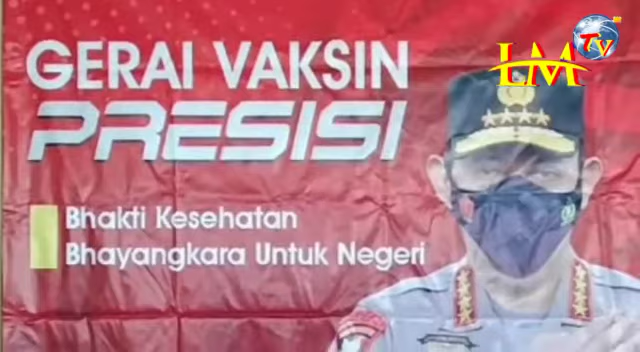 GERAI VAKSIN
PRESISI
Bhakti Kesehatan
Bhayangkara Untuk Negeri
LM
TV